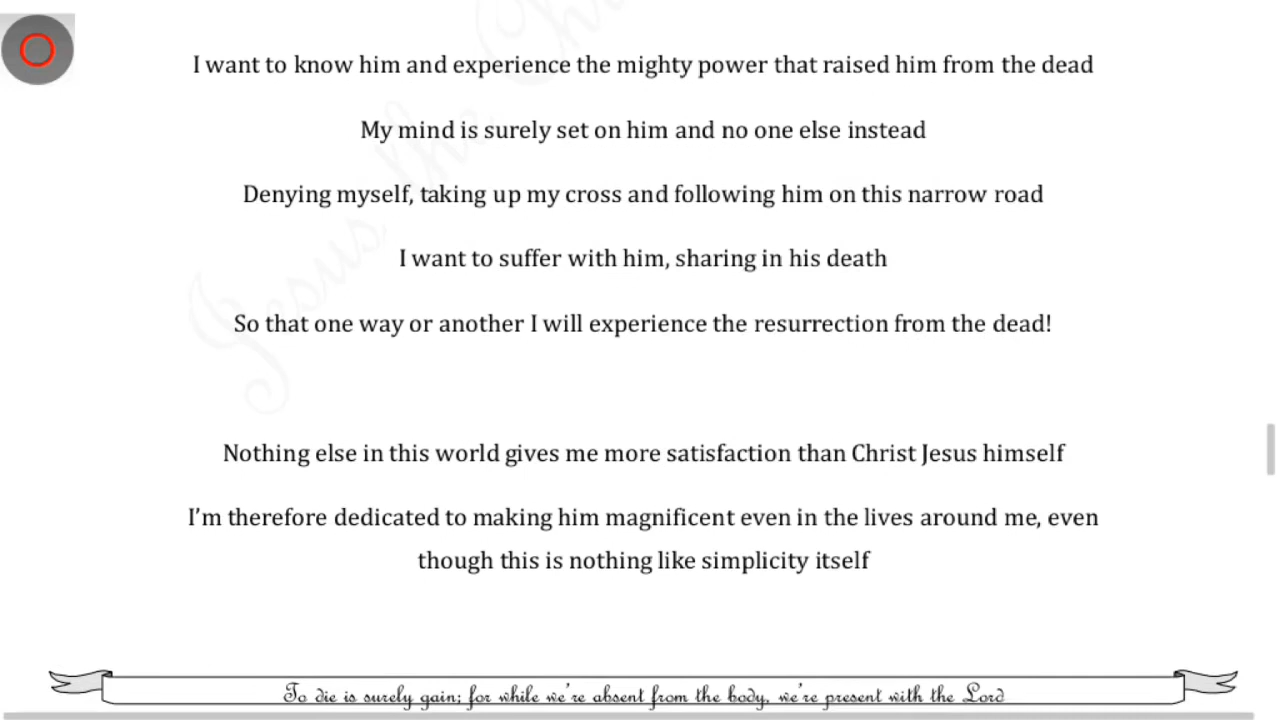 I want to know him and experience the mighty power that raised him from the dead
My mind is surely set on him and no one else instead
Denying myself, taking up my cross and following him on this narrow road
I want to suffer with him, sharing in his death
So that one way or another I will experience the resurrection from the dead!
Nothing else in this world gives me more satisfaction than Christ Jesus himself
I'm therefore dedicated to making him magnificent even in the lives around me, even
though this is nothing like simplicity itself
To die is surely gain; for while we're absent from the body, we're present with the Lord
Jesus the Chr